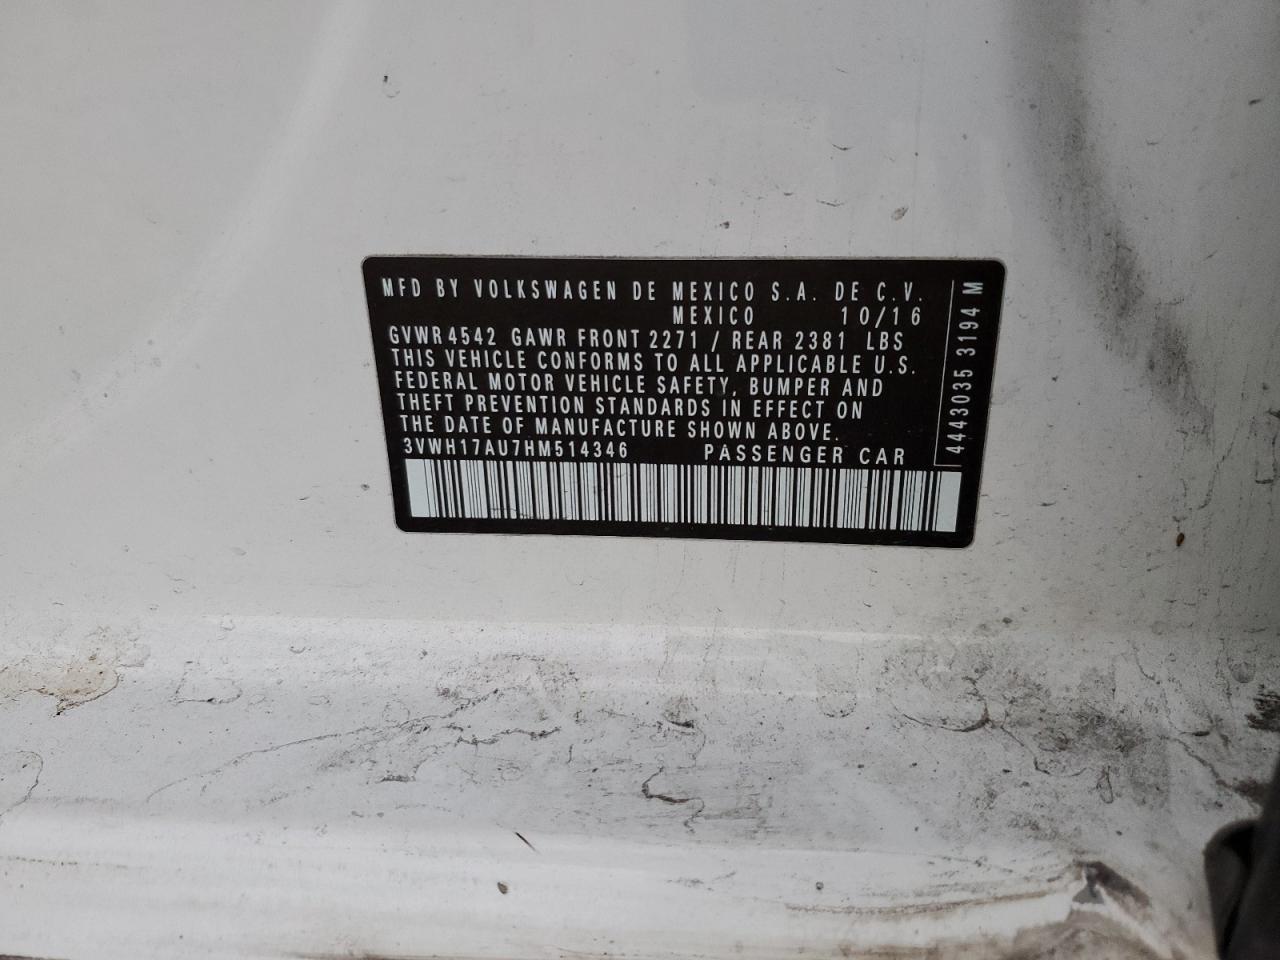 MFD BY VOLKSWAGEN DE MEXICO S.A. DE C.V.
MEXICO 10/16
GVWR 4542 GAWR FRONT 2271 / REAR 2381 LBS
THIS VEHICLE CONFORMS TO ALL APPLICABLE U.S.
FEDERAL MOTOR VEHICLE SAFETY, BUMPER AND
THEFT PREVENTION STANDARDS IN EFFECT ON
THE DATE OF MANUFACTURE SHOWN ABOVE.
3VWH17AU7HM514346 PASSENGER CAR
4443035 3194 M